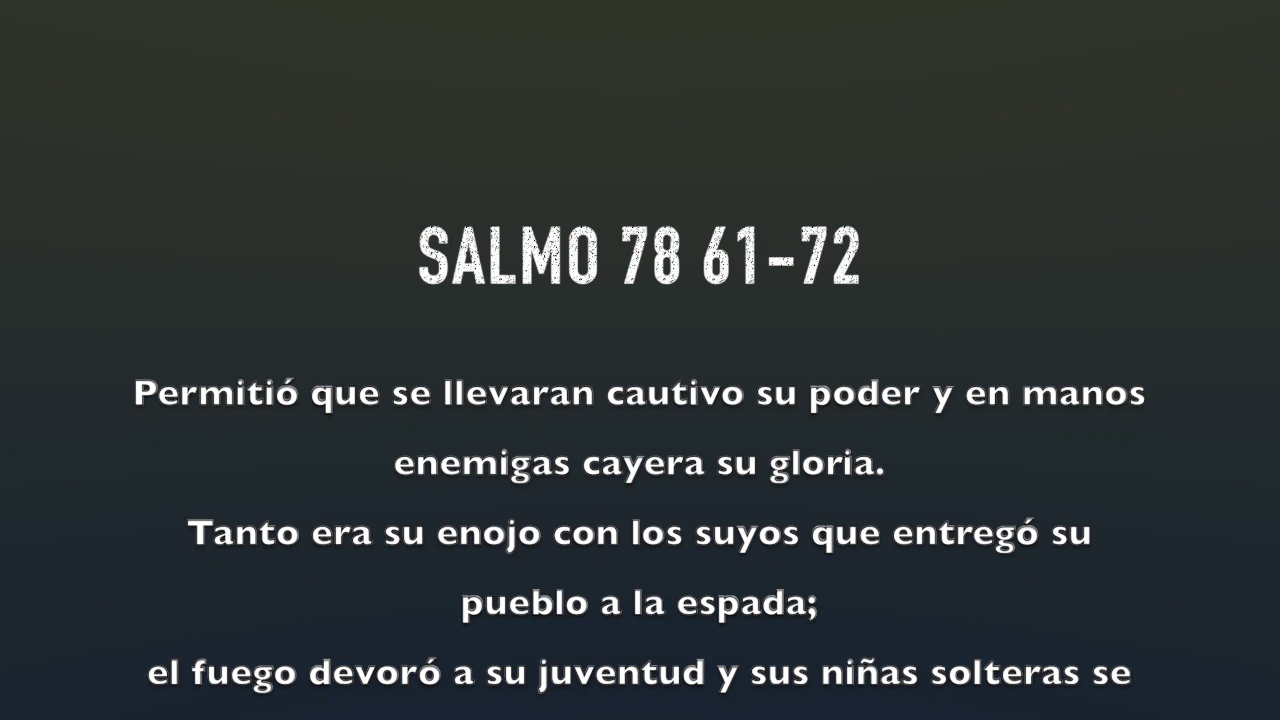 SALMO 78 61-72
Permitió que se llevaran cautivo su poder y en manos
enemigas cayera su gloria.
Tanto era su enojo con los suyos que entregó su
pueblo a la espada;
el fuego devoró a su juventud y sus niñas solteras se